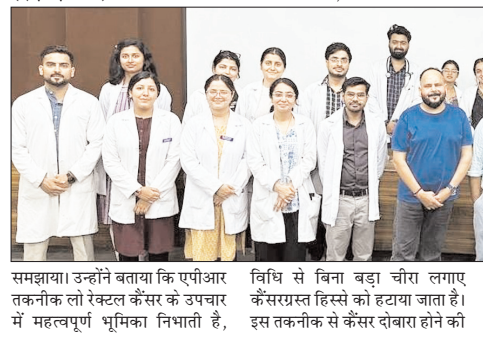 समझाया। उन्होंने बताया कि एपीआर
तकनीक लो रेक्टल कैंसर के उपचार
में महत्वपूर्ण भूमिका निभाती है,
विधि से बिना बड़ा चीरा लगाए
कैंसरग्रस्त हिस्से को हटाया जाता है।
इस तकनीक से कैंसर दोबारा होने की